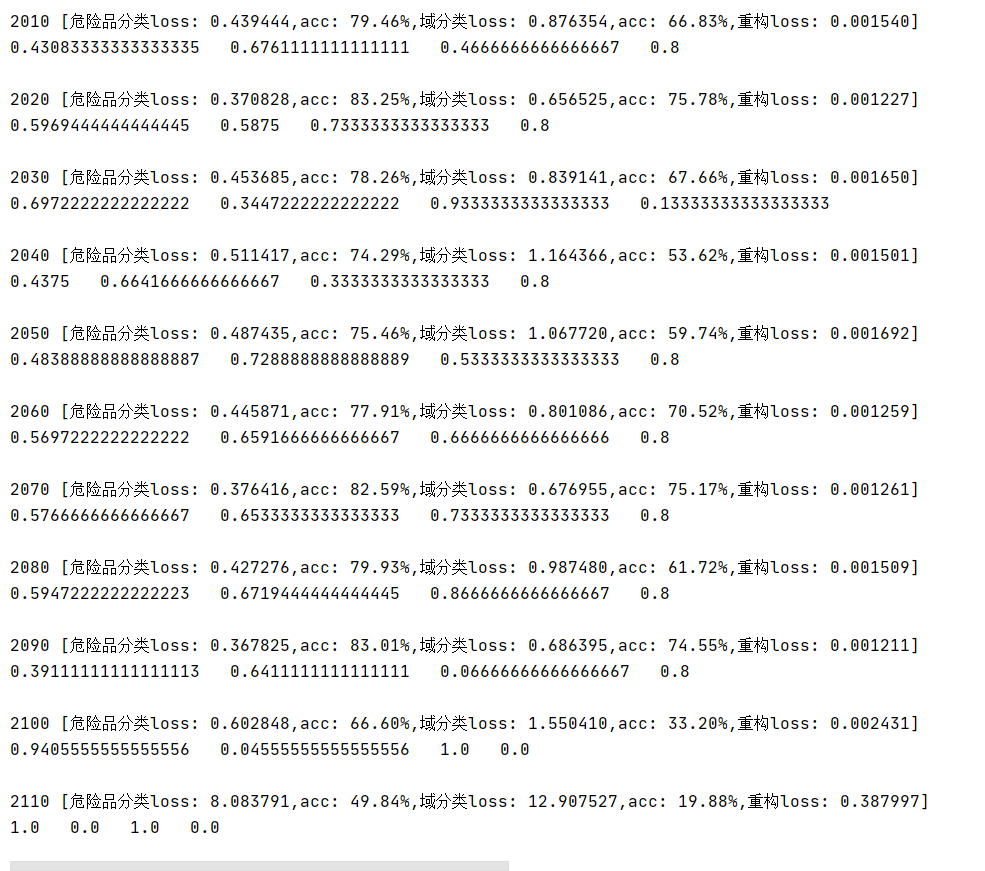 2010 [危险品分类loss: 0.439444,acc: 79.46%,域分类loss: 0.876354,acc: 66.83%,重构loss: 0.001540]
0.43083333333333335   0.6761111111111111   0.4666666666666667   0.8
2020 [危险品分类loss: 0.370828,acc: 83.25%,域分类loss: 0.656525,acc: 75.78%,重构loss: 0.001227]
0.5969444444444445   0.5875   0.7333333333333333   0.8
2030 [危险品分类loss: 0.453685,acc: 78.26%,域分类loss: 0.839141,acc: 67.66%,重构loss: 0.001650]
0.6972222222222222   0.3447222222222222   0.9333333333333333   0.13333333333333333
2040 [危险品分类loss: 0.511417,acc: 74.29%,域分类loss: 1.164366,acc: 53.62%,重构loss: 0.001501]
0.4375   0.6641666666666667   0.3333333333333333   0.8
2050 [危险品分类loss: 0.487435,acc: 75.46%,域分类loss: 1.067720,acc: 59.74%,重构loss: 0.001692]
0.48388888888888887   0.7288888888888889   0.5333333333333333   0.8
2060 [危险品分类loss: 0.445871,acc: 77.91%,域分类loss: 0.801086,acc: 70.52%,重构loss: 0.001259]
0.5697222222222222   0.6591666666666667   0.6666666666666666   0.8
2070 [危险品分类loss: 0.376416,acc: 82.59%,域分类loss: 0.676955,acc: 75.17%,重构loss: 0.001261]
0.5766666666666667   0.6533333333333333   0.7333333333333333   0.8
2080 [危险品分类loss: 0.427276,acc: 79.93%,域分类loss: 0.987480,acc: 61.72%,重构loss: 0.001509]
0.5947222222222223   0.6719444444444445   0.8666666666666667   0.8
2090 [危险品分类loss: 0.367825,acc: 83.01%,域分类loss: 0.686395,acc: 74.55%,重构loss: 0.001211]
0.39111111111111113   0.6411111111111111   0.06666666666666667   0.8
2100 [危险品分类loss: 0.602848,acc: 66.60%,域分类loss: 1.550410,acc: 33.20%,重构loss: 0.002431]
0.9405555555555556   0.04555555555555556   1.0   0.0
2110 [危险品分类loss: 8.083791,acc: 49.84%,域分类loss: 12.907527,acc: 19.88%,重构loss: 0.387997]
1.0   0.0   1.0   0.0